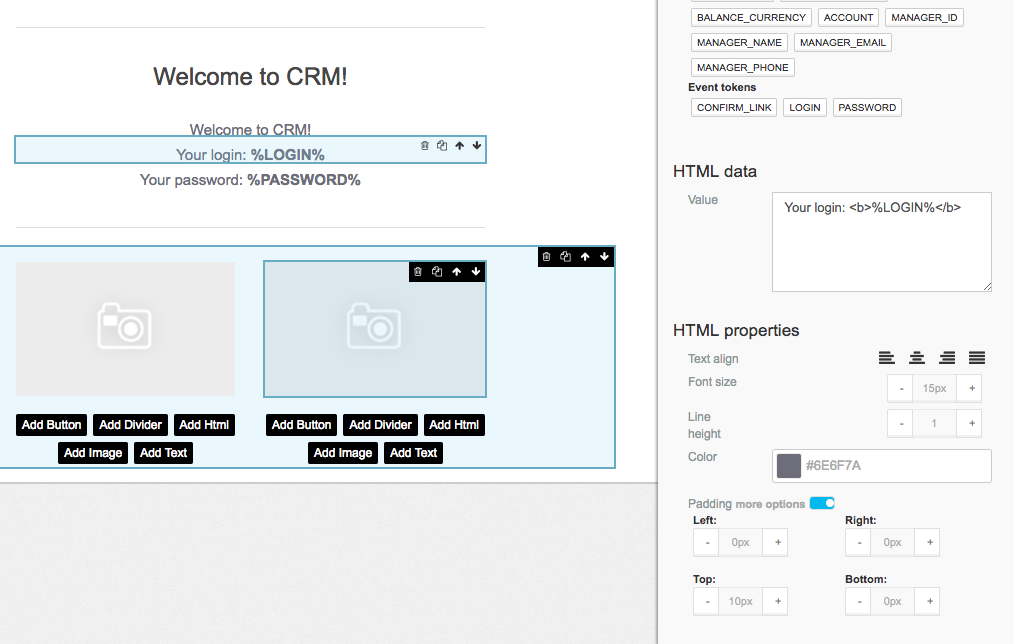 Welcome to CRM!
Welcome to CRM!
Your login: %LOGIN%
Your password: %PASSWORD%
Add Button Add Divider Add Html
Add Image Add Text
Add Button Add Divider Add Html
Add Image Add Text
BALANCE_CURRENCY ACCOUNT MANAGER_ID
MANAGER_NAME MANAGER_EMAIL
MANAGER_PHONE
Event tokens
CONFIRM_LINK LOGIN PASSWORD
HTML data
Value
Your login: <b>%LOGIN%</b>
HTML properties
Text align
Font size - 15px +
Line
height
- 1 +
Color #6E6F7A
Padding more options
Left: Right:
- 0px + - 0px +
Top: Bottom:
- 10px + - 0px +